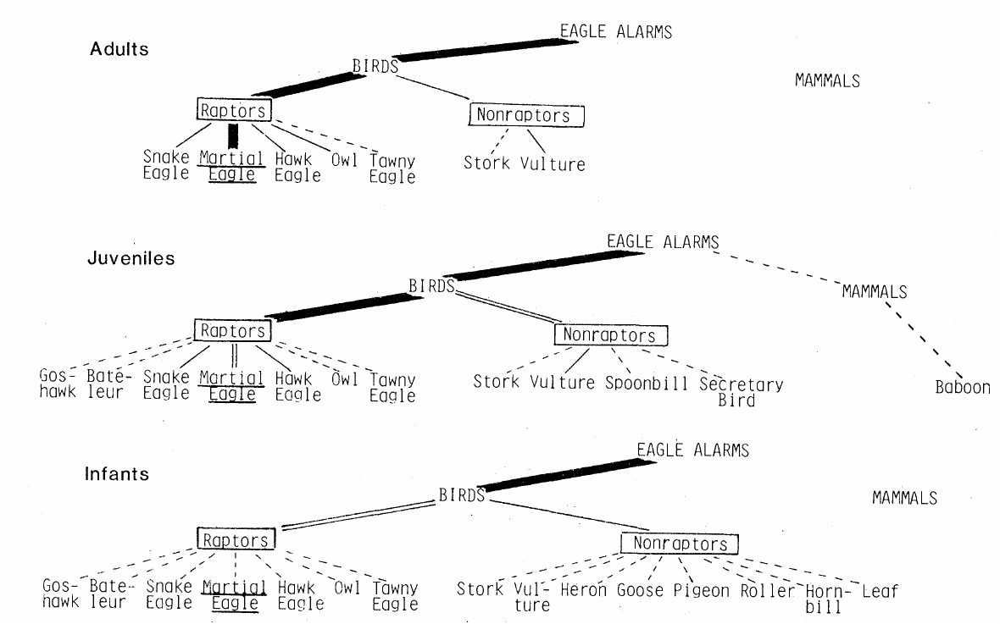 Adults
EAGLE ALARMS
BIRDS
MAMMALS
Raptors
Nonraptors
Snake Martial Hawk Owl Tawny Stork Vulture
Eagle Eagle Eagle Eagle
Juveniles
EAGLE ALARMS
BIRDS
MAMMALS
Raptors
Nonraptors
Gos- Bate- Snake Martial Hawk Owl Tawny Stork Vulture Spoonbill Secretary Baboon
hawk leur Eagle Eagle Eagle Eagle Bird
Infants
EAGLE ALARMS
BIRDS
MAMMALS
Raptors
Nonraptors
Gos- Bate- Snake Martial Hawk Owl Tawny Stork Vul- Heron Goose Pigeon Roller Horn- Leaf
hawk leur Eagle Eagle Eagle Eagle ture bill